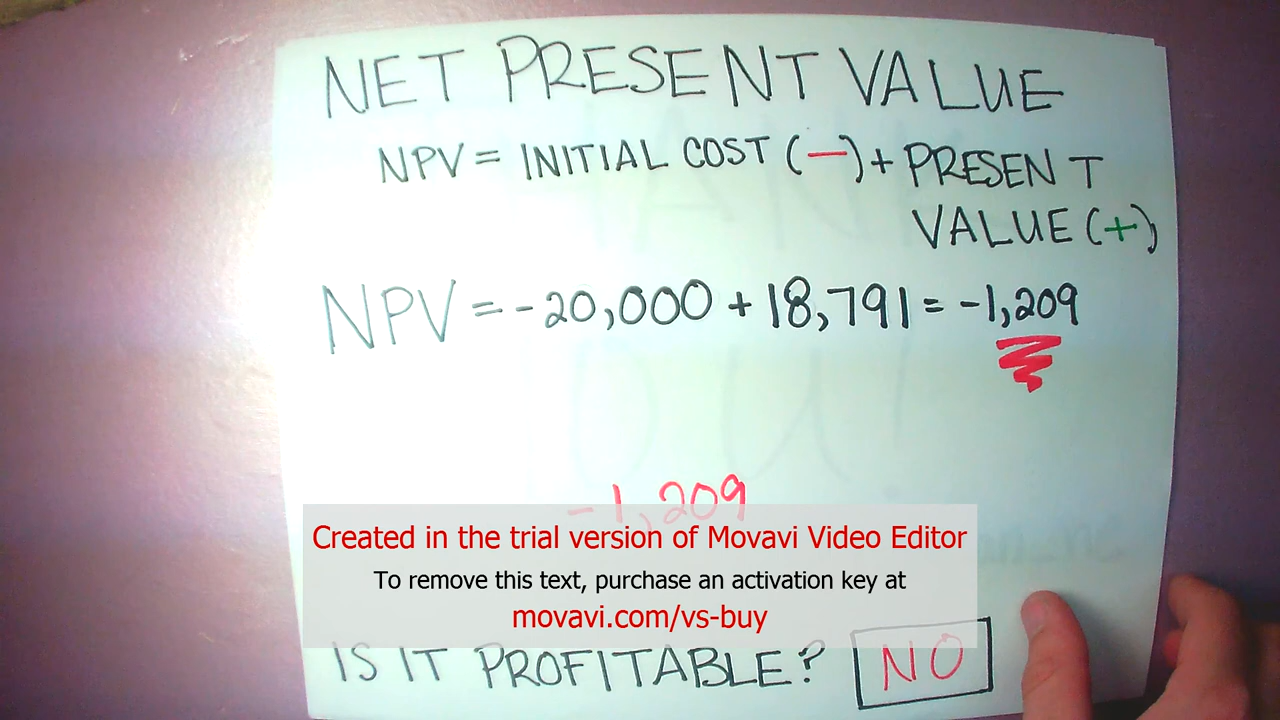 NET PRESENT VALUE
NPV = INITIAL COST (-) + PRESENT
VALUE (+)
NPV = -20,000 + 18,791 = -1,209
-1,209
Created in the trial version of Movavi Video Editor
To remove this text, purchase an activation key at
movavi.com/vs-buy
IS IT PROFITABLE? NO